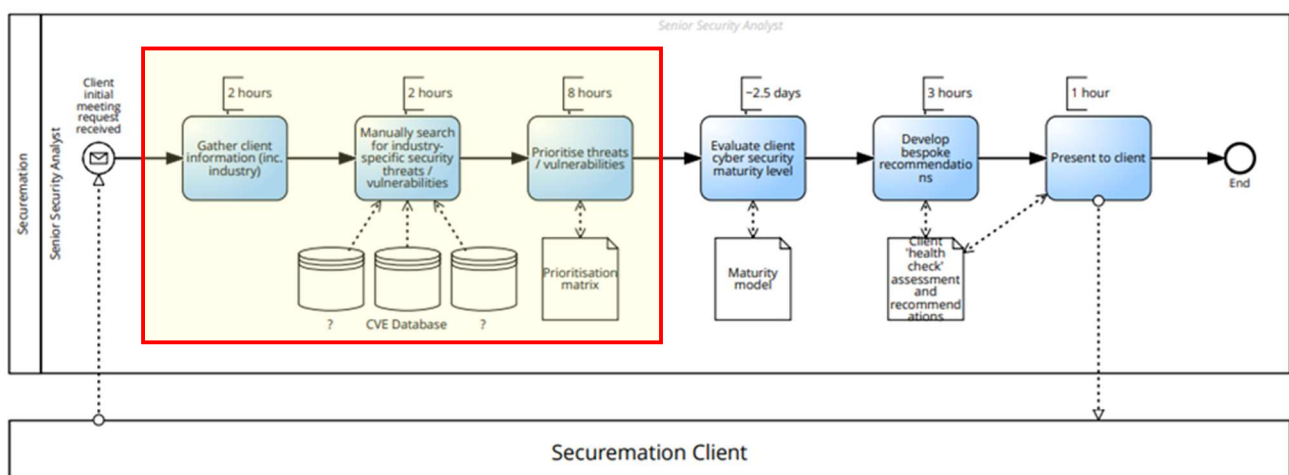 Senior Security Analyst
Securemation
Senior Security Analyst
Client
initial
meeting
request
received
2 hours
Gather client
information (inc.
industry)
2 hours
Manually search
for industry-
specific security
threats /
vulnerabilities
8 hours
Prioritise threats
/ vulnerabilities
~2.5 days
Evaluate client
cyber security
maturity level
3 hours
Develop
bespoke
recommendatio
ns
1 hour
Present to client
End
?
CVE Database
?
Prioritisation
matrix
Maturity
model
Client
'health
check'
assessment
and
recommend
ations
Securemation Client